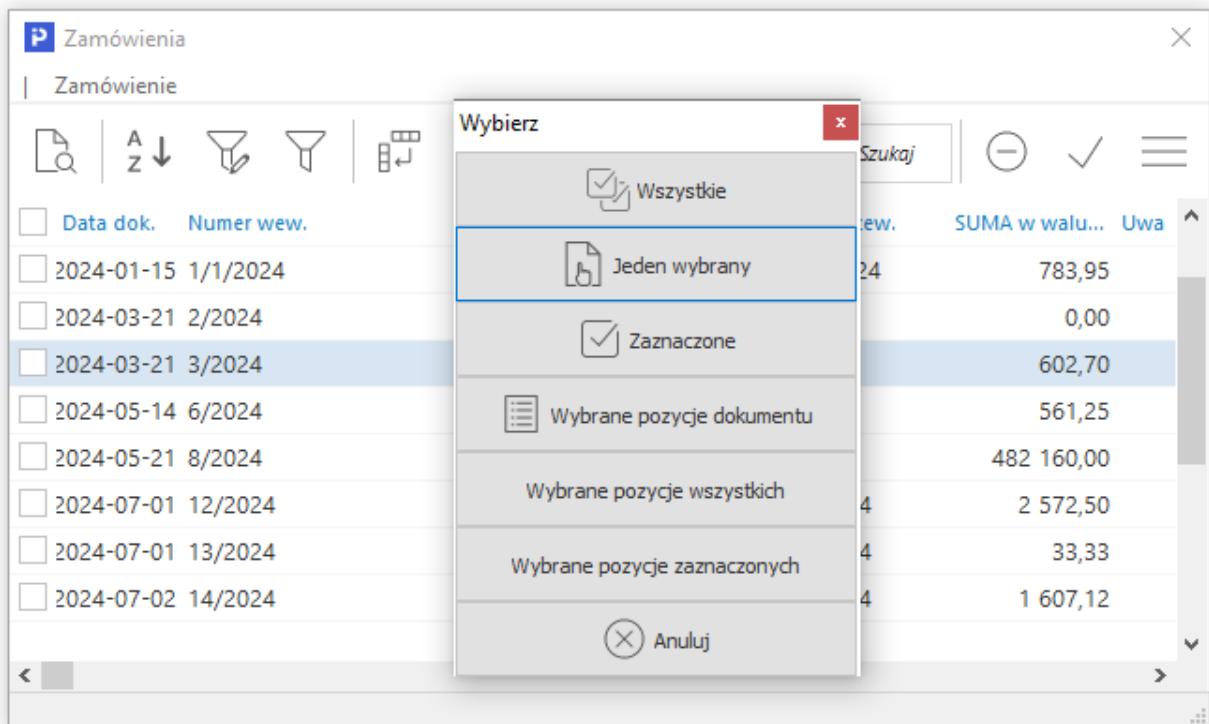 Zamówienia
| Zamówienie
Wybierz
Szukaj
Data dok. Numer wew. SUMA w walu... Uwa
2024-01-15 1/1/2024 783,95
2024-03-21 2/2024 0,00
2024-03-21 3/2024 602,70
2024-05-14 6/2024 561,25
2024-05-21 8/2024 482 160,00
2024-07-01 12/2024 4 2 572,50
2024-07-01 13/2024 4 33,33
2024-07-02 14/2024 4 1 607,12
Wszystkie
Jeden wybrany
Zaznaczone
Wybrane pozycje dokumentu
Wybrane pozycje wszystkich
Wybrane pozycje zaznaczonych
Anuluj